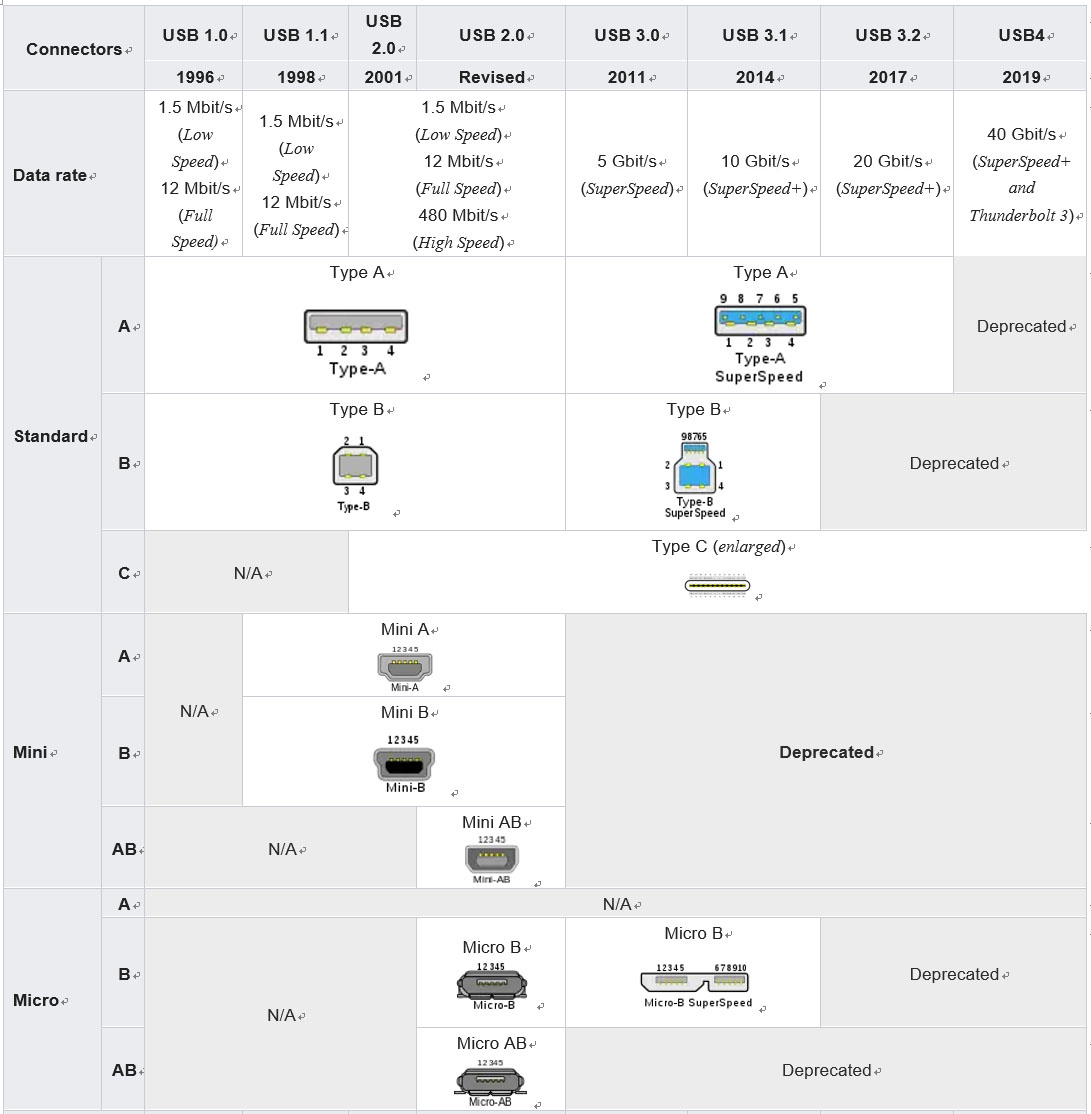 Connectors
USB 1.0
USB 1.1
USB
2.0
USB 2.0
USB 3.0
USB 3.1
USB 3.2
USB4
1996
1998
2001
Revised
2011
2014
2017
2019
Data rate
1.5 Mbit/s
(Low
Speed)
12 Mbit/s
(Full
Speed)
1.5 Mbit/s
(Low
Speed)
12 Mbit/s
(Full Speed)
1.5 Mbit/s
(Low Speed)
12 Mbit/s
(Full Speed)
480 Mbit/s
(High Speed)
5 Gbit/s
(SuperSpeed)
10 Gbit/s
(SuperSpeed+)
20 Gbit/s
(SuperSpeed+)
40 Gbit/s
(SuperSpeed+
and
Thunderbolt 3)
Standard
A
Type A
1 2 3 4
Type-A
Type A
9 8 7 6 5
1 2 3 4
Type-A
SuperSpeed
Deprecated
B
Type B
2 1
3 4
Type-B
Type B
98765
2 1
3 4
Type-B
SuperSpeed
Deprecated
C
N/A
Type C (enlarged)
Mini
A
N/A
Mini A
12345
Mini-A
Deprecated
B
Mini B
12345
Mini-B
AB
N/A
Mini AB
12345
Mini-AB
Micro
A
N/A
B
N/A
Micro B
12345
Micro-B
Micro B
12345 678910
Micro-B SuperSpeed
Deprecated
AB
Micro AB
12345
Micro-AB
Deprecated